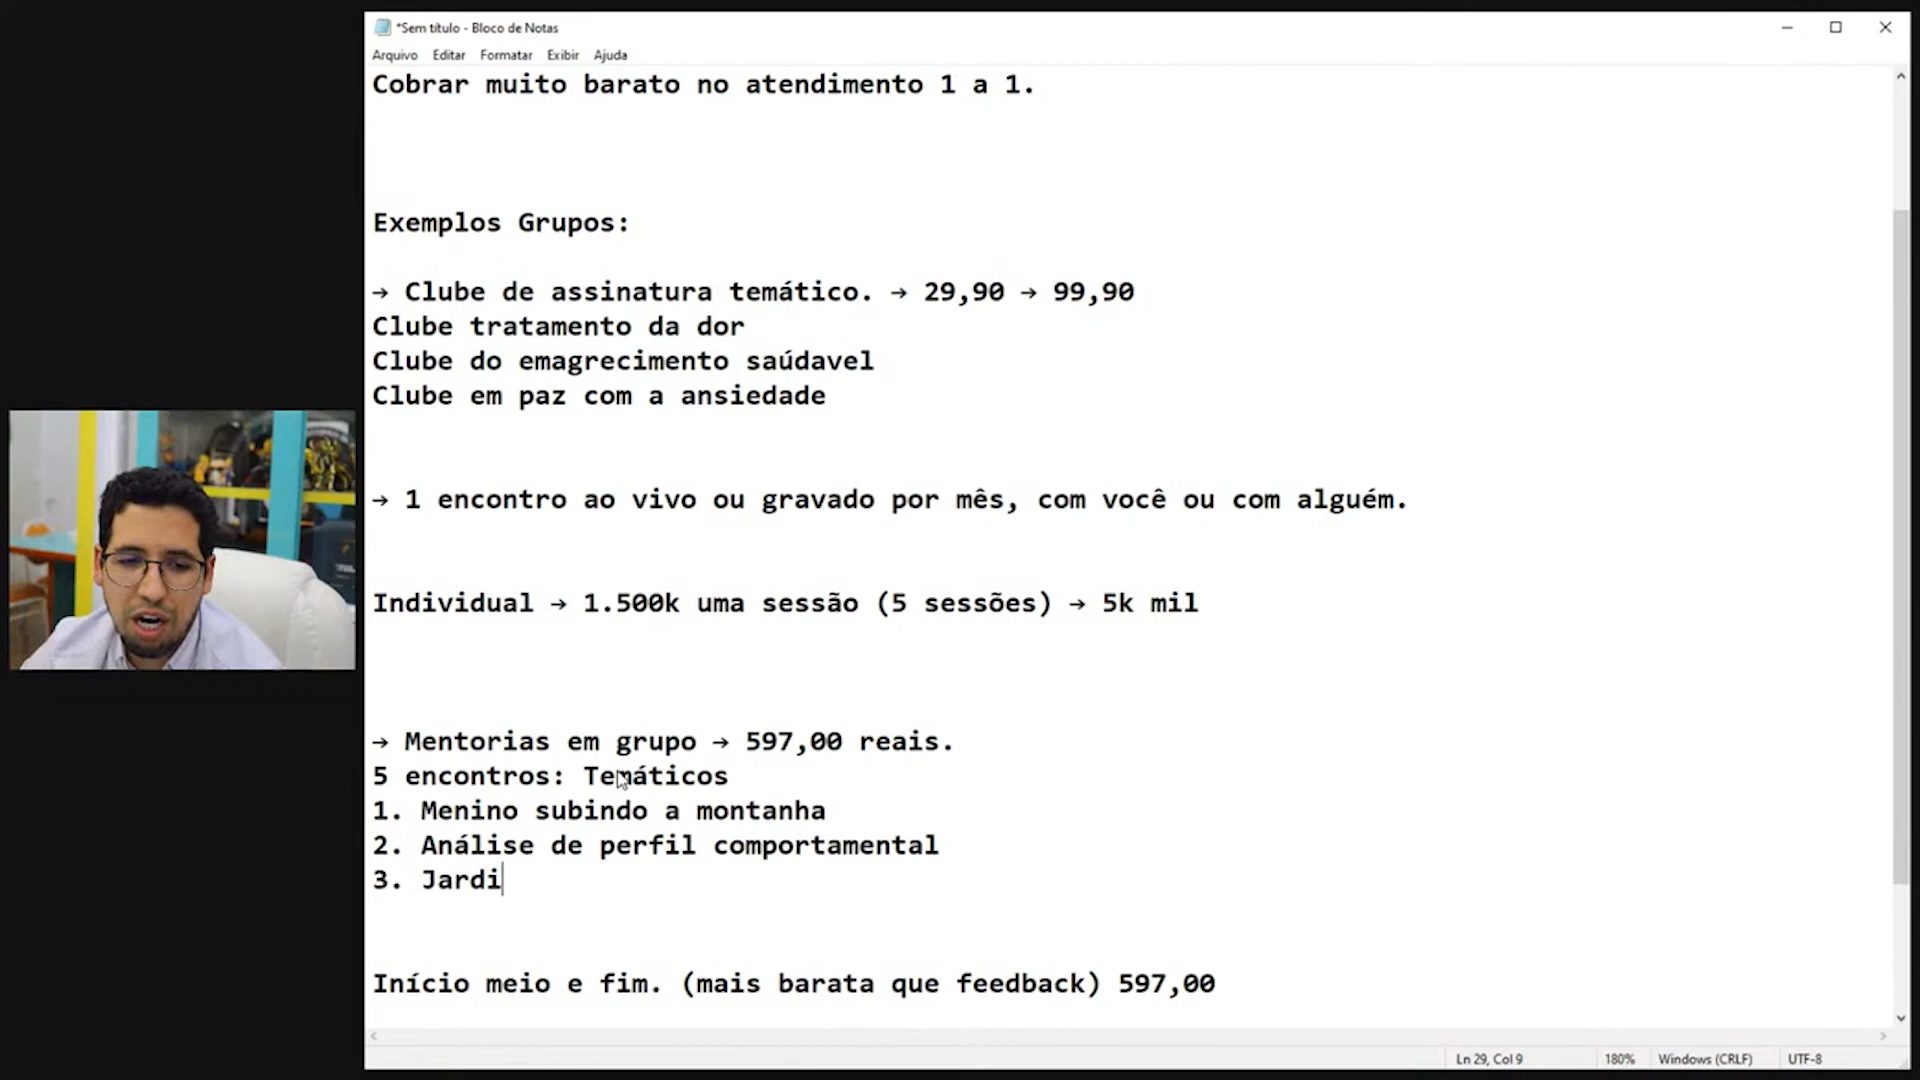 *Sem título - Bloco de Notas
Arquivo Editar Formatar Exibir Ajuda
Cobrar muito barato no atendimento 1 a 1.
Exemplos Grupos:
→ Clube de assinatura temático. → 29,90 → 99,90
Clube tratamento da dor
Clube do emagrecimento saúdavel
Clube em paz com a ansiedade
→ 1 encontro ao vivo ou gravado por mês, com você ou com alguém.
Individual → 1.500k uma sessão (5 sessões) → 5k mil
→ Mentorias em grupo → 597,00 reais.
5 encontros: Temáticos
1. Menino subindo a montanha
2. Análise de perfil comportamental
3. Jardi
Início meio e fim. (mais barata que feedback) 597,00
Ln 29, Col 9 180% Windows (CRLF) UTF-8